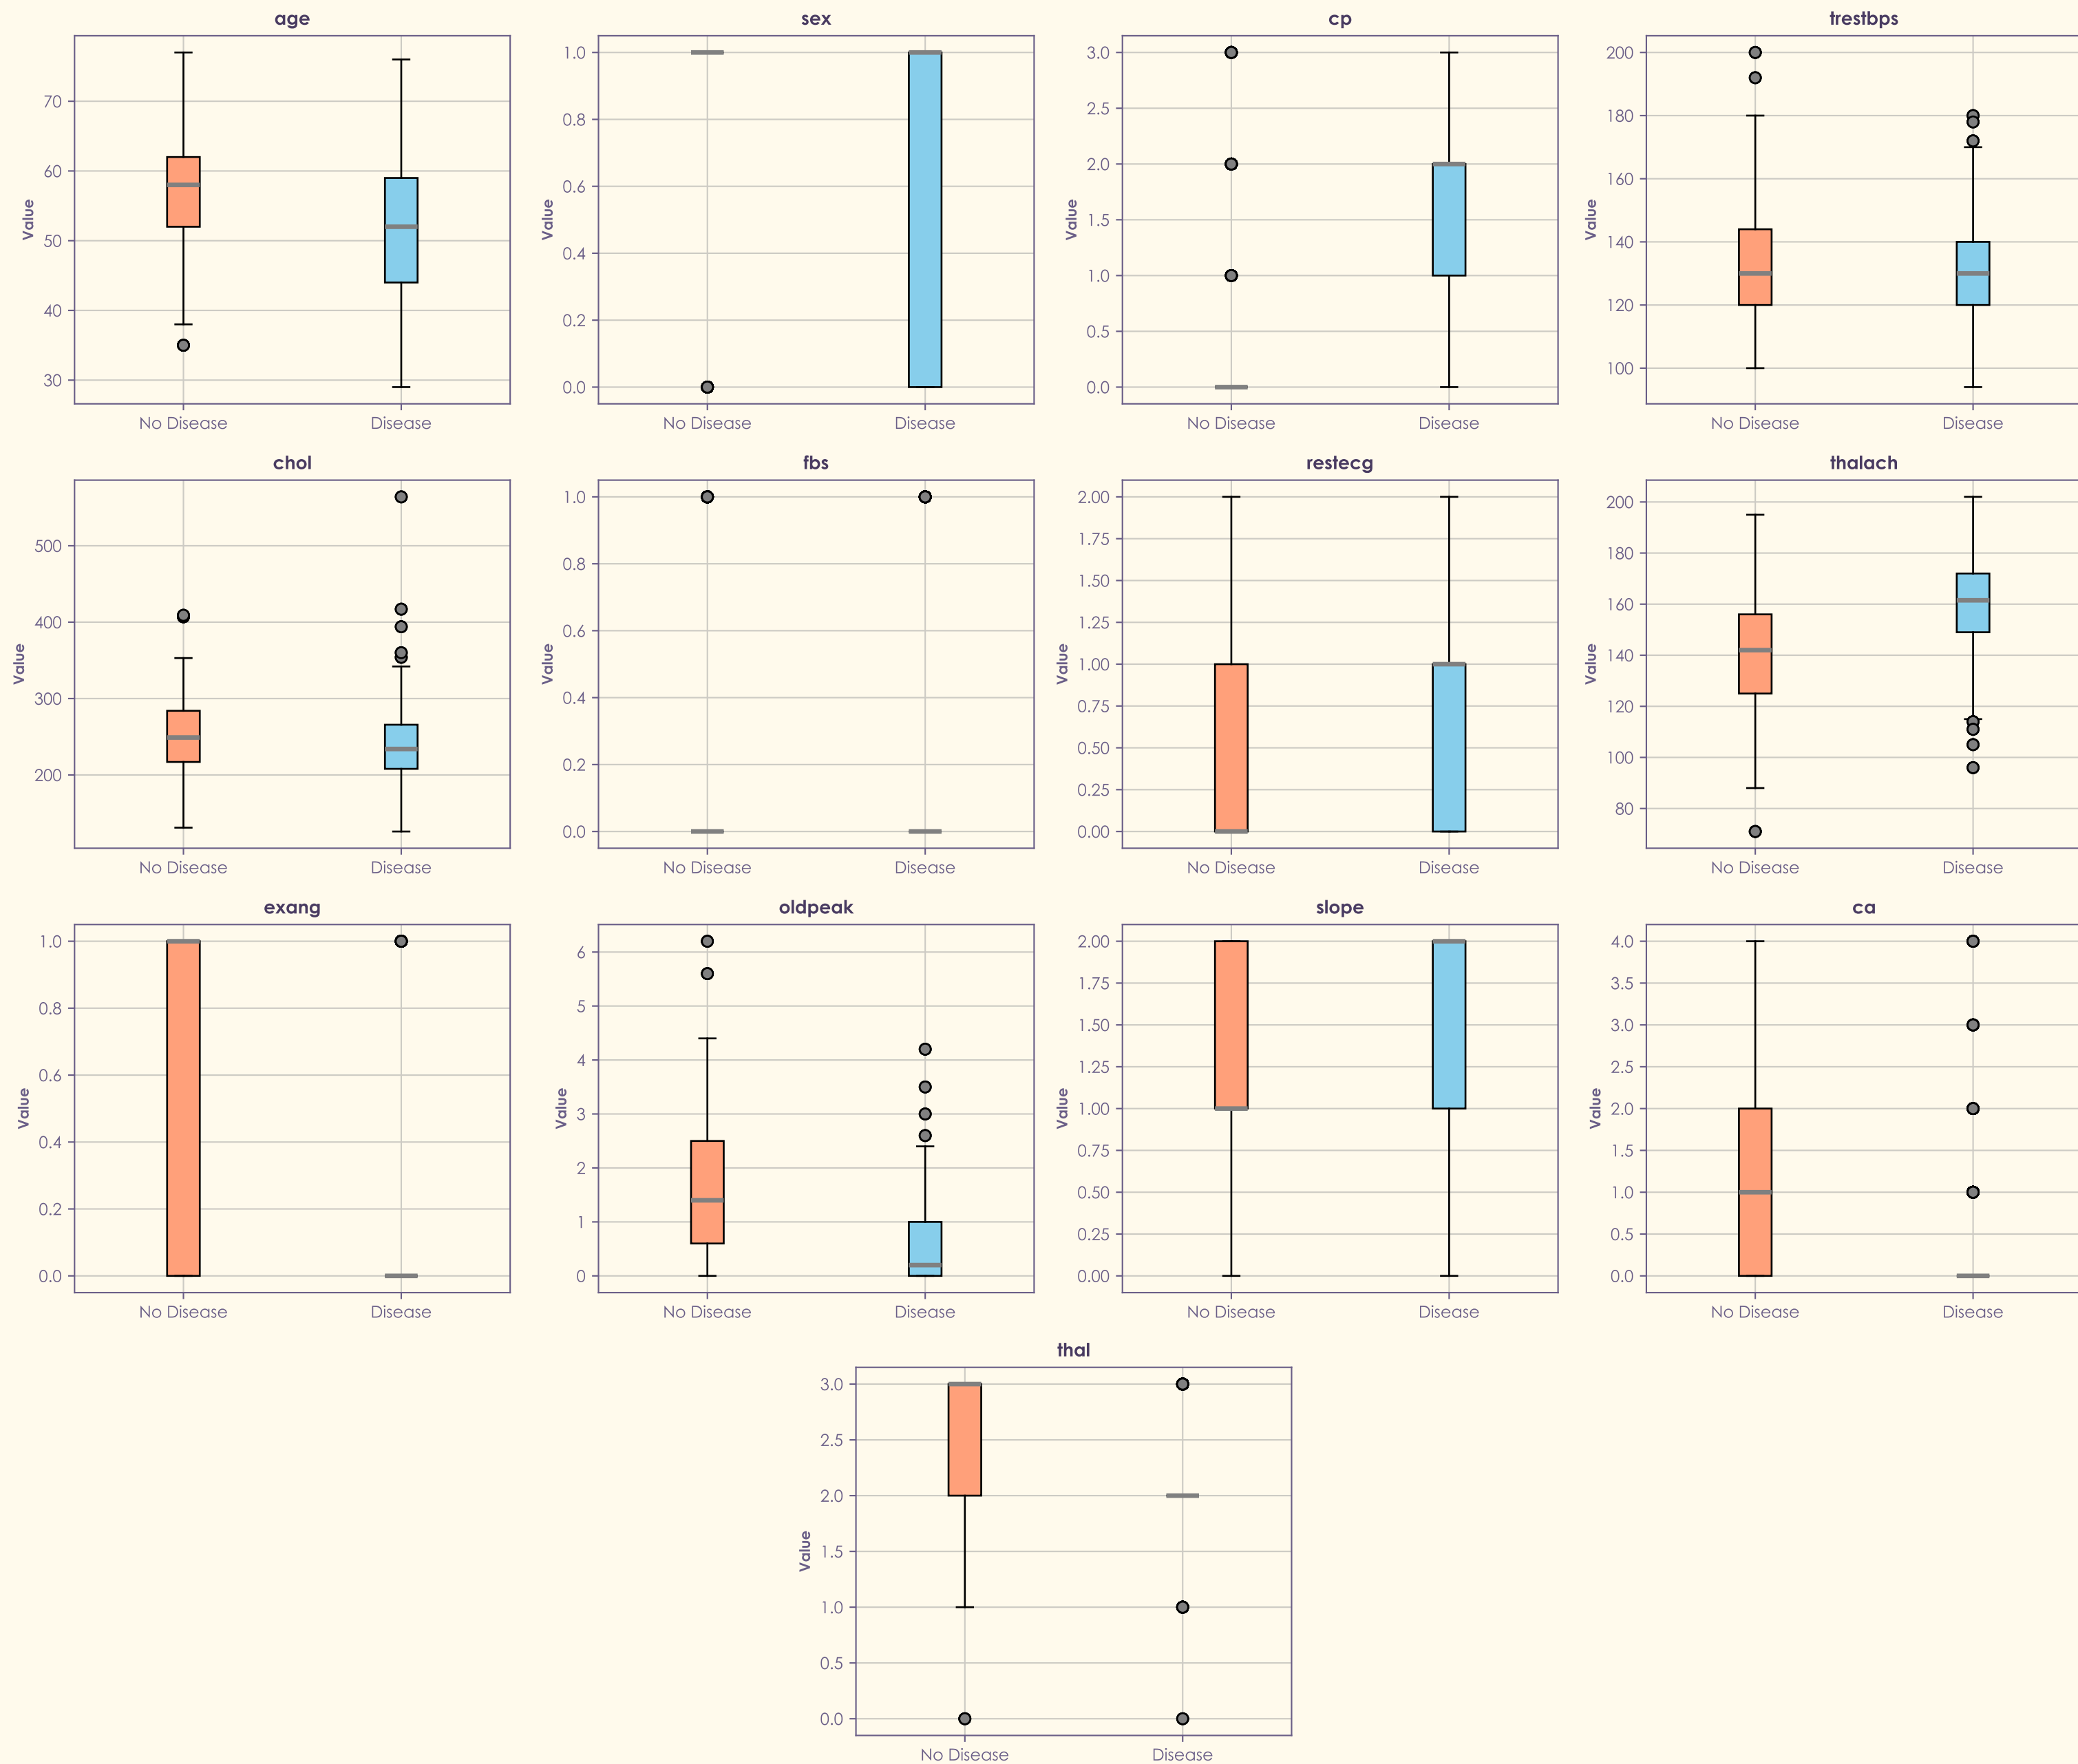 age
70
60
50
40
30
Value
No Disease Disease
sex
1.0
0.8
0.6
0.4
0.2
0.0
Value
No Disease Disease
cp
3.0
2.5
2.0
1.5
1.0
0.5
0.0
Value
No Disease Disease
trestbps
200
180
160
140
120
100
Value
No Disease Disease
chol
500
400
300
200
Value
No Disease Disease
fbs
1.0
0.8
0.6
0.4
0.2
0.0
Value
No Disease Disease
restecg
2.00
1.75
1.50
1.25
1.00
0.75
0.50
0.25
0.00
Value
No Disease Disease
thalach
200
180
160
140
120
100
80
Value
No Disease Disease
exang
1.0
0.8
0.6
0.4
0.2
0.0
Value
No Disease Disease
oldpeak
6
5
4
3
2
1
0
Value
No Disease Disease
slope
2.00
1.75
1.50
1.25
1.00
0.75
0.50
0.25
0.00
Value
No Disease Disease
ca
4.0
3.5
3.0
2.5
2.0
1.5
1.0
0.5
0.0
Value
No Disease Disease
thal
3.0
2.5
2.0
1.5
1.0
0.5
0.0
Value
No Disease Disease